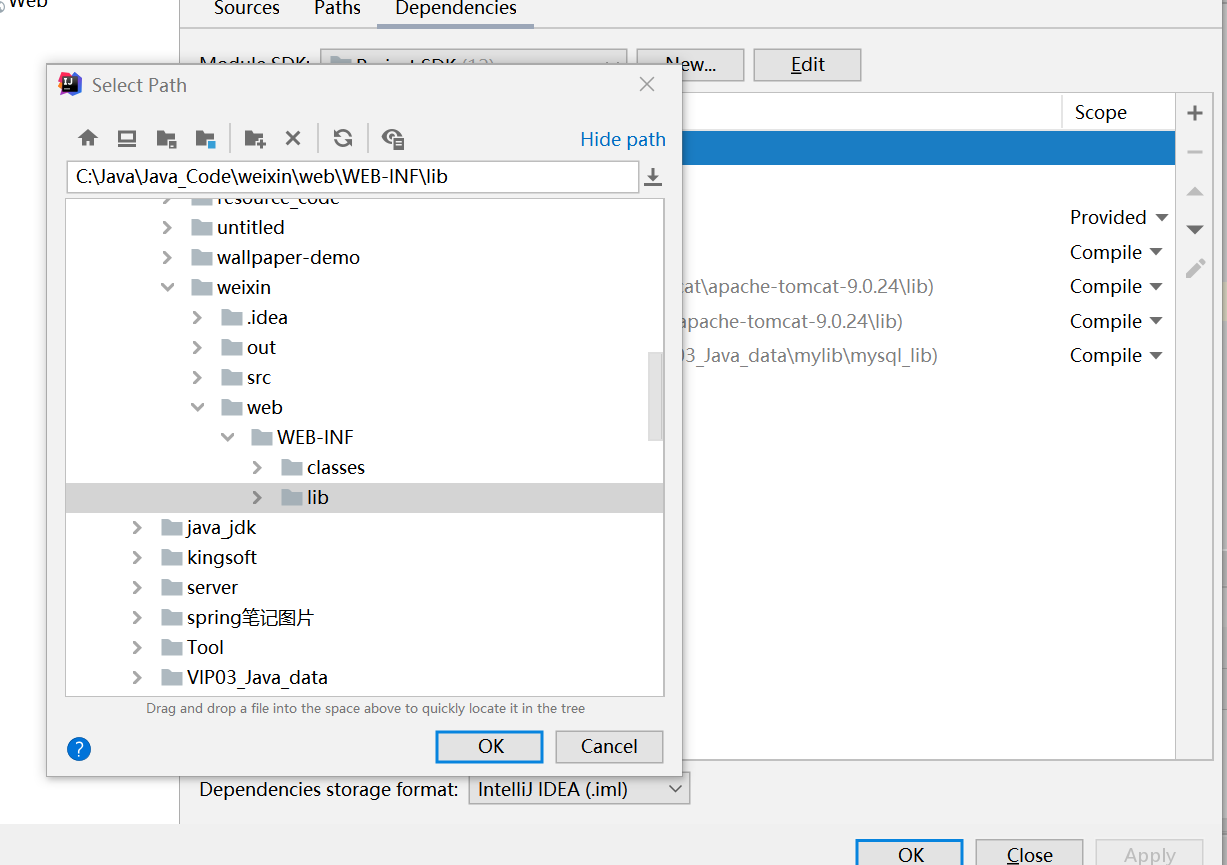 Web
Sources Paths Dependencies
Module SDK: Project SDK (12) New... Edit
Select Path
Hide path
Scope
C:\Java\Java_Code\weixin\web\WEB-INF\lib
resource_code
untitled
Provided
wallpaper-demo
Compile
weixin
cat\apache-tomcat-9.0.24\lib) Compile
.idea
apache-tomcat-9.0.24\lib) Compile
out
03_Java_data\mylib\mysql_lib) Compile
src
web
WEB-INF
classes
lib
java_jdk
kingsoft
server
spring笔记图片
Tool
VIP03_Java_data
Drag and drop a file into the space above to quickly locate it in the tree
? OK Cancel
Dependencies storage format: IntelliJ IDEA (.iml)
OK Close Apply